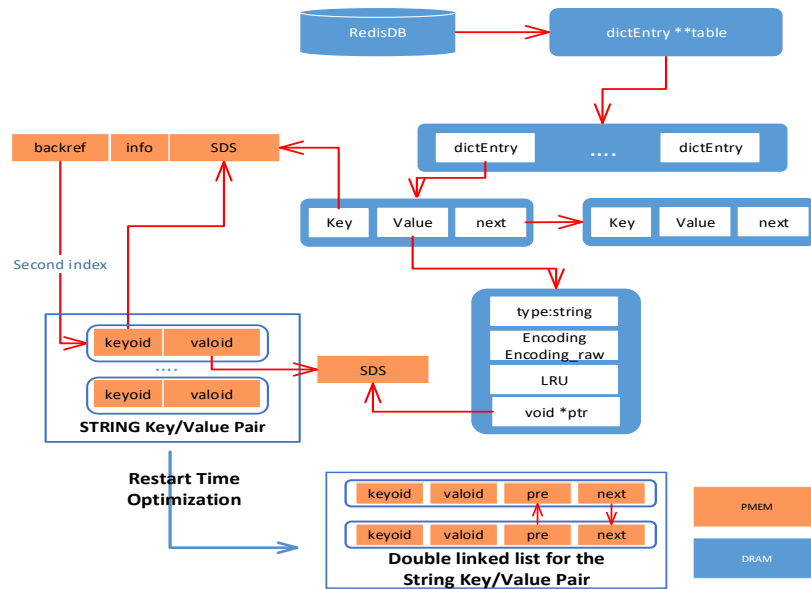 RedisDB
dictEntry **table
backref info SDS
dictEntry .... dictEntry
Key Value next
Key Value next
Second index
type:string
Encoding
Encoding_raw
LRU
void *ptr
keyoid valoid
....
keyoid valoid
STRING Key/Value Pair
SDS
Restart Time
Optimization
keyoid valoid pre next
keyoid valoid pre next
Double linked list for the
String Key/Value Pair
PMEM
DRAM